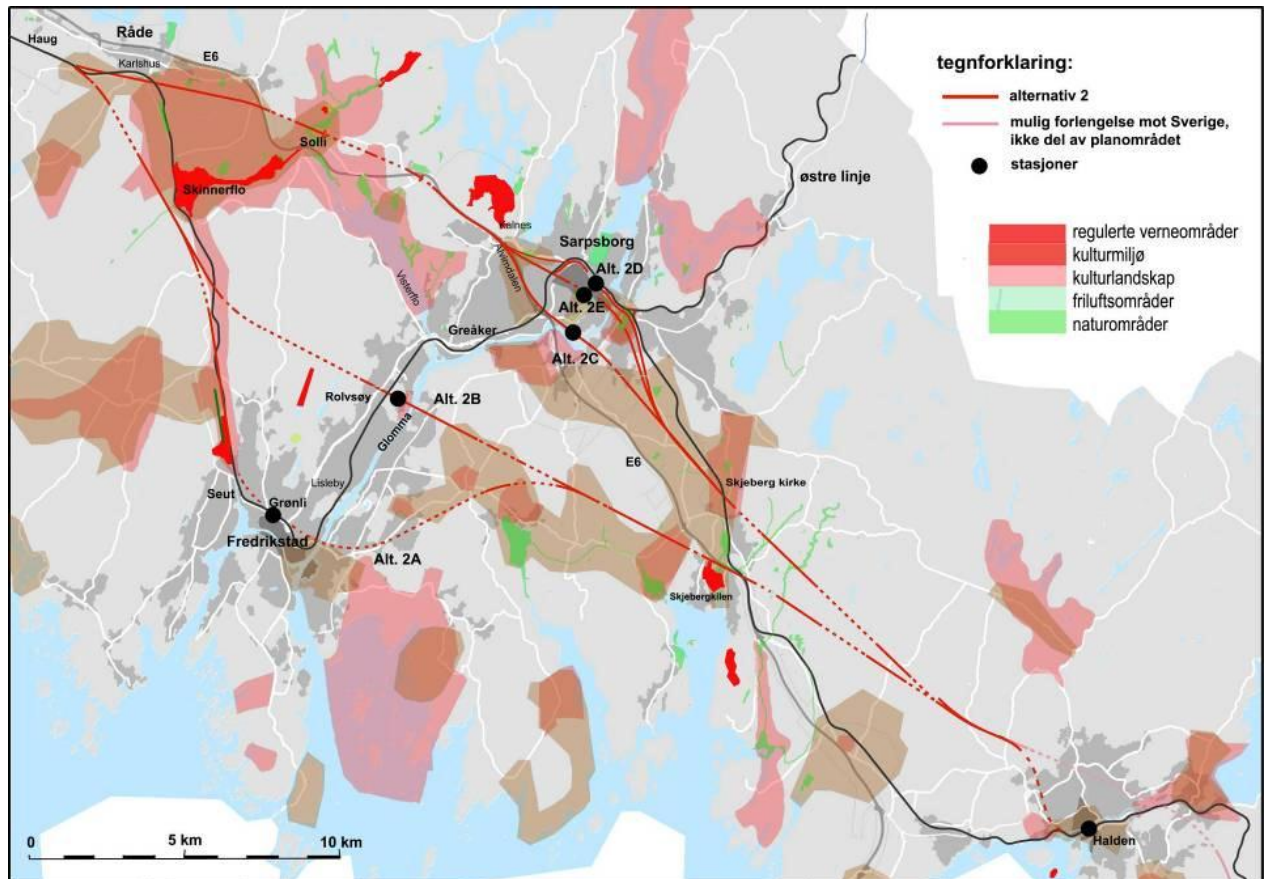 Råde
Haug
E6
Karlshus
Solli
Skinnerflo
Kalnes
Sarpsborg
Alvimdalen
Alt. 2D
Alt. 2E
Visterflo
Greåker
Alt. 2C
østre linje
Rolvsøy
Alt. 2B
Glomma
E6
Skjeberg kirke
Lisleby
Seut
Grønli
Fredrikstad
Alt. 2A
Skjebergkilen
Halden
0 5 km 10 km
tegnforklaring:
alternativ 2
mulig forlengelse mot Sverige,
ikke del av planområdet
stasjoner
regulerte verneområder
kulturmiljø
kulturlandskap
friluftsområder
naturområder